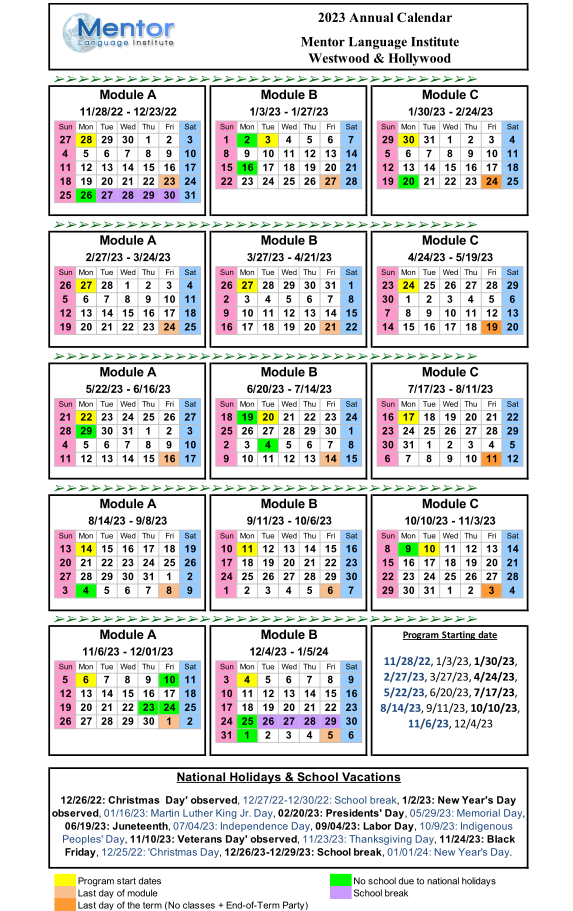 Mentor
Language Institute
2023 Annual Calendar
Mentor Language Institute
Westwood & Hollywood
Module A
11/28/22 - 12/23/22
Sun Mon Tue Wed Thu Fri Sat
27 28 29 30 1 2 3
4 5 6 7 8 9 10
11 12 13 14 15 16 17
18 19 20 21 22 23 24
25 26 27 28 29 30 31
Module B
1/3/23 - 1/27/23
Sun Mon Tue Wed Thu Fri Sat
1 2 3 4 5 6 7
8 9 10 11 12 13 14
15 16 17 18 19 20 21
22 23 24 25 26 27 28
Module C
1/30/23 - 2/24/23
Sun Mon Tue Wed Thu Fri Sat
29 30 31 1 2 3 4
5 6 7 8 9 10 11
12 13 14 15 16 17 18
19 20 21 22 23 24 25
Module A
2/27/23 - 3/24/23
Sun Mon Tue Wed Thu Fri Sat
26 27 28 1 2 3 4
5 6 7 8 9 10 11
12 13 14 15 16 17 18
19 20 21 22 23 24 25
Module B
3/27/23 - 4/21/23
Sun Mon Tue Wed Thu Fri Sat
26 27 28 29 30 31 1
2 3 4 5 6 7 8
9 10 11 12 13 14 15
16 17 18 19 20 21 22
Module C
4/24/23 - 5/19/23
Sun Mon Tue Wed Thu Fri Sat
23 24 25 26 27 28 29
30 1 2 3 4 5 6
7 8 9 10 11 12 13
14 15 16 17 18 19 20
Module A
5/22/23 - 6/16/23
Sun Mon Tue Wed Thu Fri Sat
21 22 23 24 25 26 27
28 29 30 31 1 2 3
4 5 6 7 8 9 10
11 12 13 14 15 16 17
Module B
6/20/23 - 7/14/23
Sun Mon Tue Wed Thu Fri Sat
18 19 20 21 22 23 24
25 26 27 28 29 30 1
2 3 4 5 6 7 8
9 10 11 12 13 14 15
Module C
7/17/23 - 8/11/23
Sun Mon Tue Wed Thu Fri Sat
16 17 18 19 20 21 22
23 24 25 26 27 28 29
30 31 1 2 3 4 5
6 7 8 9 10 11 12
Module A
8/14/23 - 9/8/23
Sun Mon Tue Wed Thu Fri Sat
13 14 15 16 17 18 19
20 21 22 23 24 25 26
27 28 29 30 31 1 2
3 4 5 6 7 8 9
Module B
9/11/23 - 10/6/23
Sun Mon Tue Wed Thu Fri Sat
10 11 12 13 14 15 16
17 18 19 20 21 22 23
24 25 26 27 28 29 30
1 2 3 4 5 6 7
Module C
10/10/23 - 11/3/23
Sun Mon Tue Wed Thu Fri Sat
8 9 10 11 12 13 14
15 16 17 18 19 20 21
22 23 24 25 26 27 28
29 30 31 1 2 3 4
Module A
11/6/23 - 12/01/23
Sun Mon Tue Wed Thu Fri Sat
5 6 7 8 9 10 11
12 13 14 15 16 17 18
19 20 21 22 23 24 25
26 27 28 29 30 1 2
Module B
12/4/23 - 1/5/24
Sun Mon Tue Wed Thu Fri Sat
3 4 5 6 7 8 9
10 11 12 13 14 15 16
17 18 19 20 21 22 23
24 25 26 27 28 29 30
31 1 2 3 4 5 6
Program Starting date
11/28/22, 1/3/23, 1/30/23,
2/27/23, 3/27/23, 4/24/23,
5/22/23, 6/20/23, 7/17/23,
8/14/23, 9/11/23, 10/10/23,
11/6/23, 12/4/23
National Holidays & School Vacations
12/26/22: Christmas Day' observed, 12/27/22-12/30/22: School break, 1/2/23: New Year's Day
observed, 01/16/23: Martin Luther King Jr. Day, 02/20/23: Presidents' Day, 05/29/23: Memorial Day,
06/19/23: Juneteenth, 07/04/23: Independence Day, 09/04/23: Labor Day, 10/9/23: Indigenous
Peoples' Day, 11/10/23: Veterans Day' observed, 11/23/23: Thanksgiving Day, 11/24/23: Black
Friday, 12/25/22: 'Christmas Day, 12/26/23-12/29/23: School break, 01/01/24: New Year's Day.
Program start dates
Last day of module
Last day of the term (No classes + End-of-Term Party)
No school due to national holidays
School break